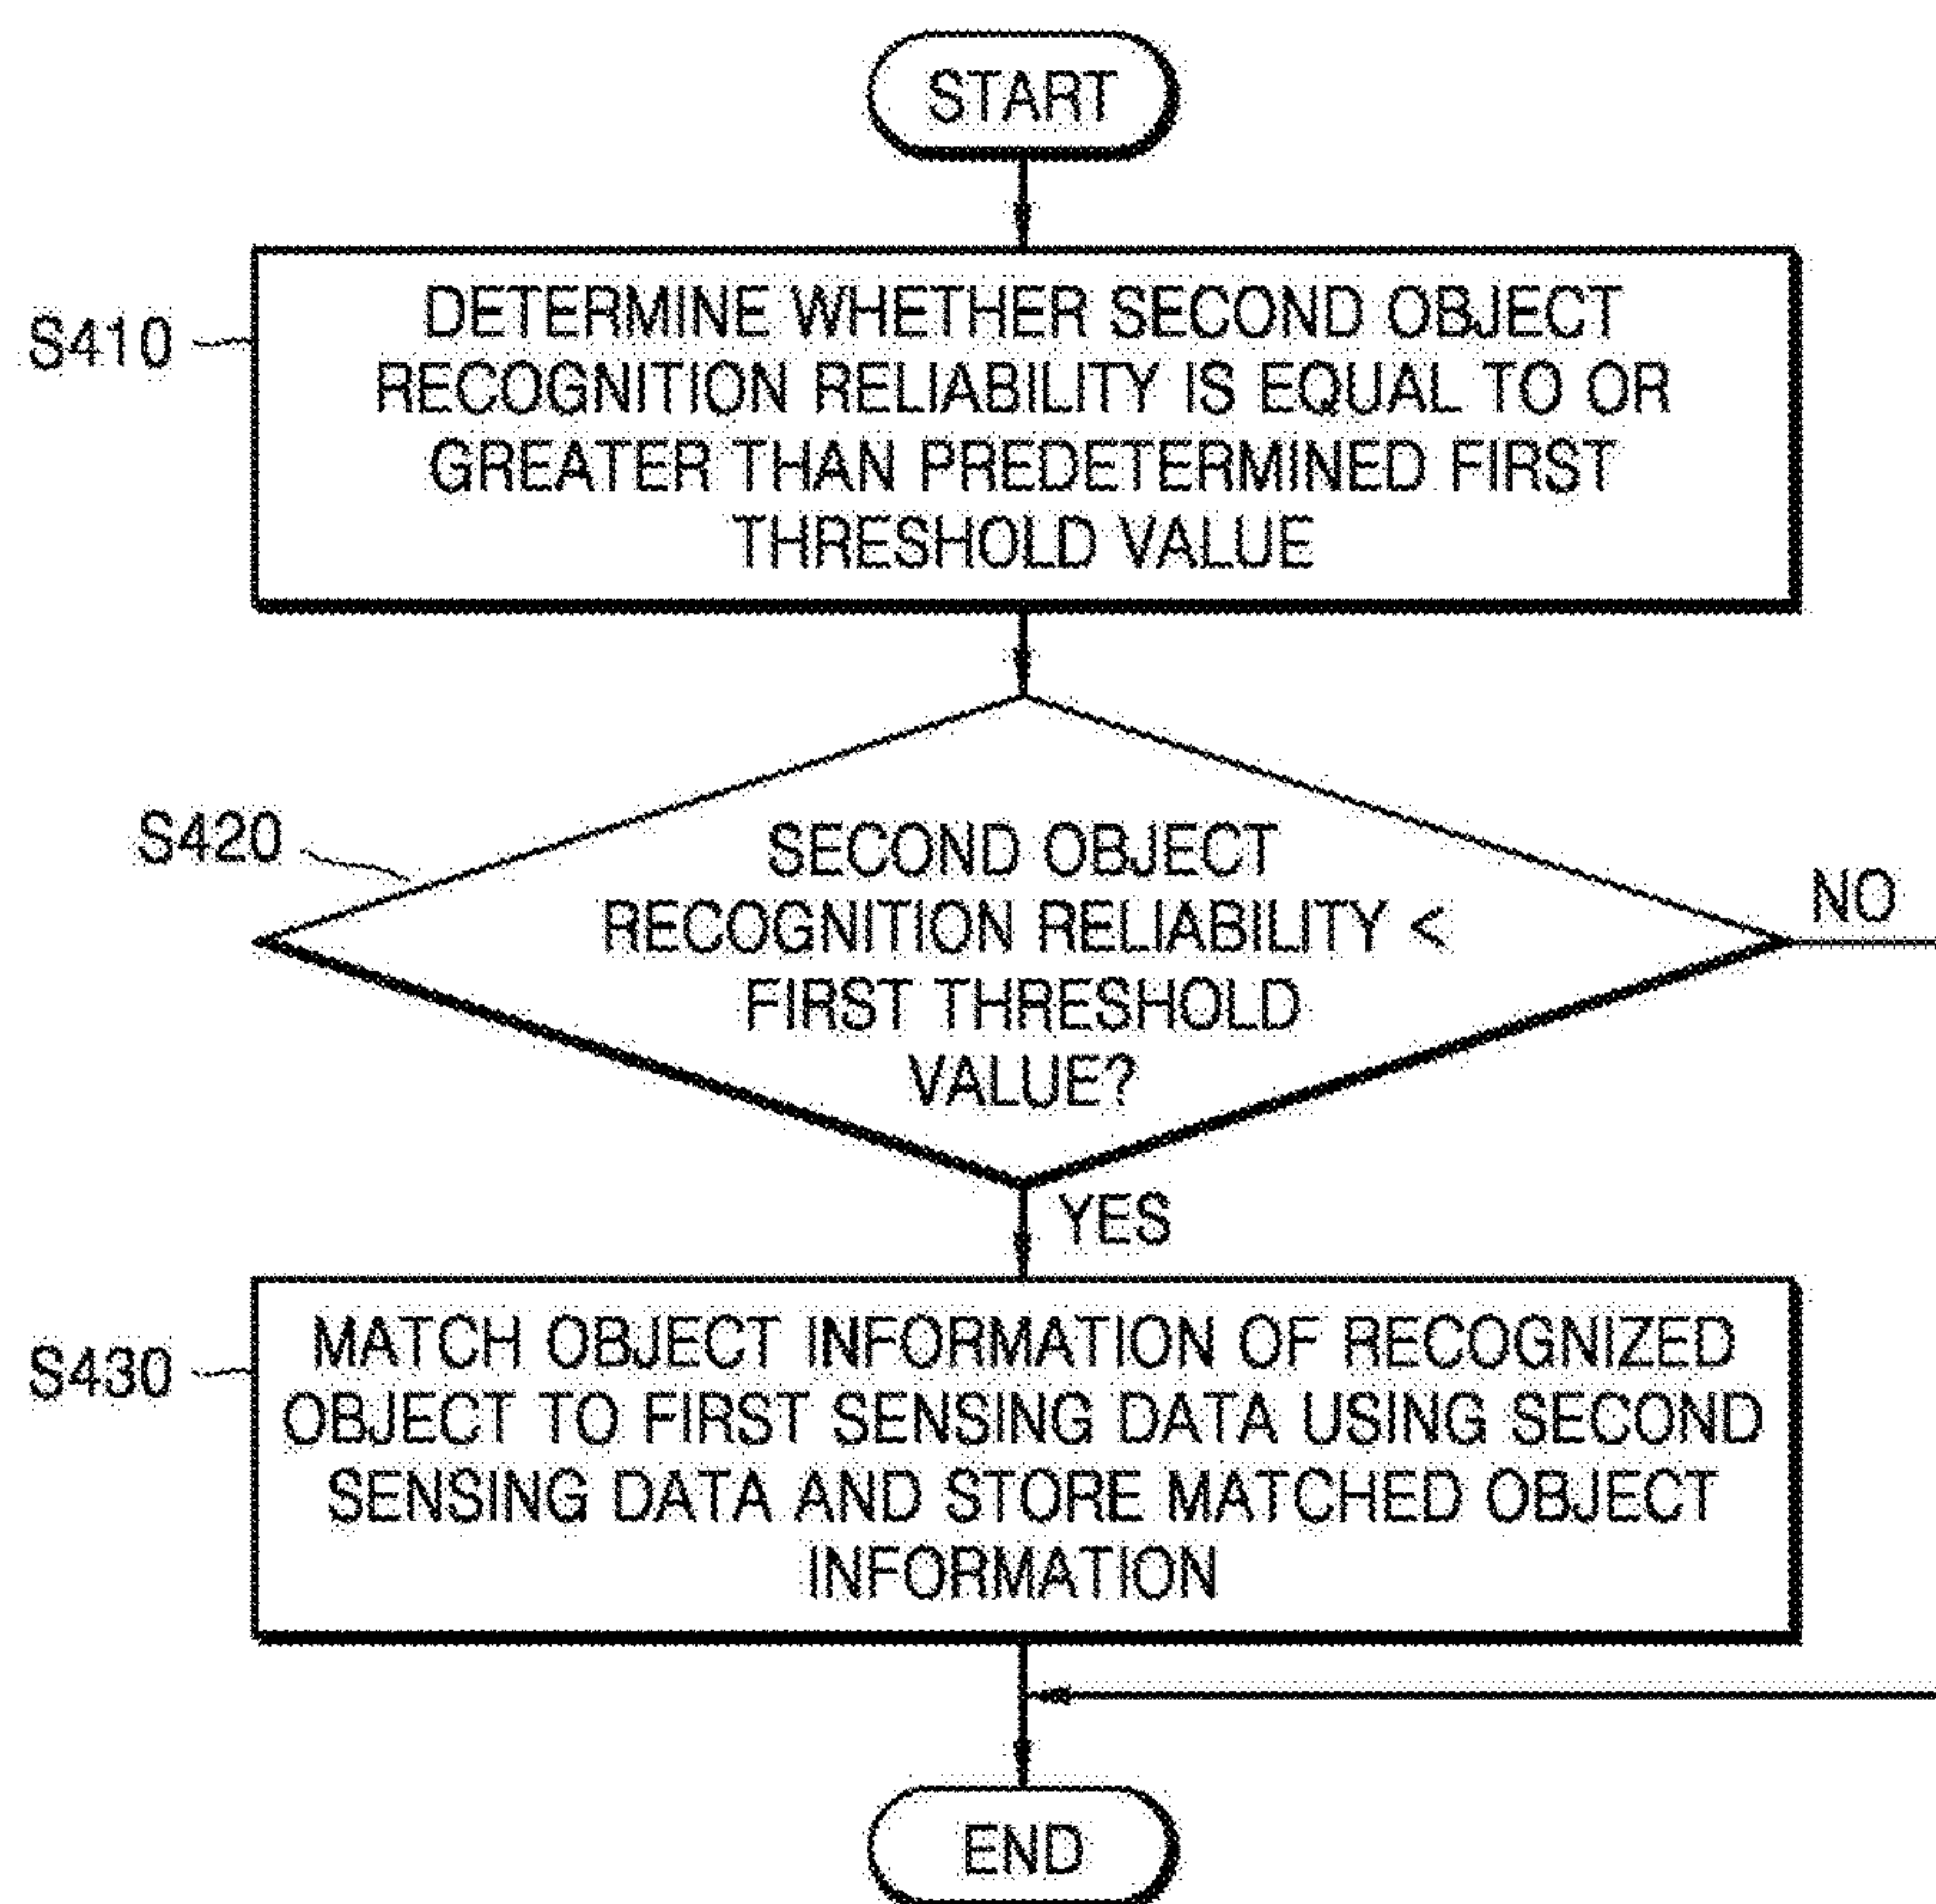 START
S410
DETERMINE WHETHER SECOND OBJECT
RECOGNITION RELIABILITY IS EQUAL TO OR
GREATER THAN PREDETERMINED FIRST
THRESHOLD VALUE
S420
SECOND OBJECT
RECOGNITION RELIABILITY <
FIRST THRESHOLD
VALUE?
NO
YES
S430
MATCH OBJECT INFORMATION OF RECOGNIZED
OBJECT TO FIRST SENSING DATA USING SECOND
SENSING DATA AND STORE MATCHED OBJECT
INFORMATION
END